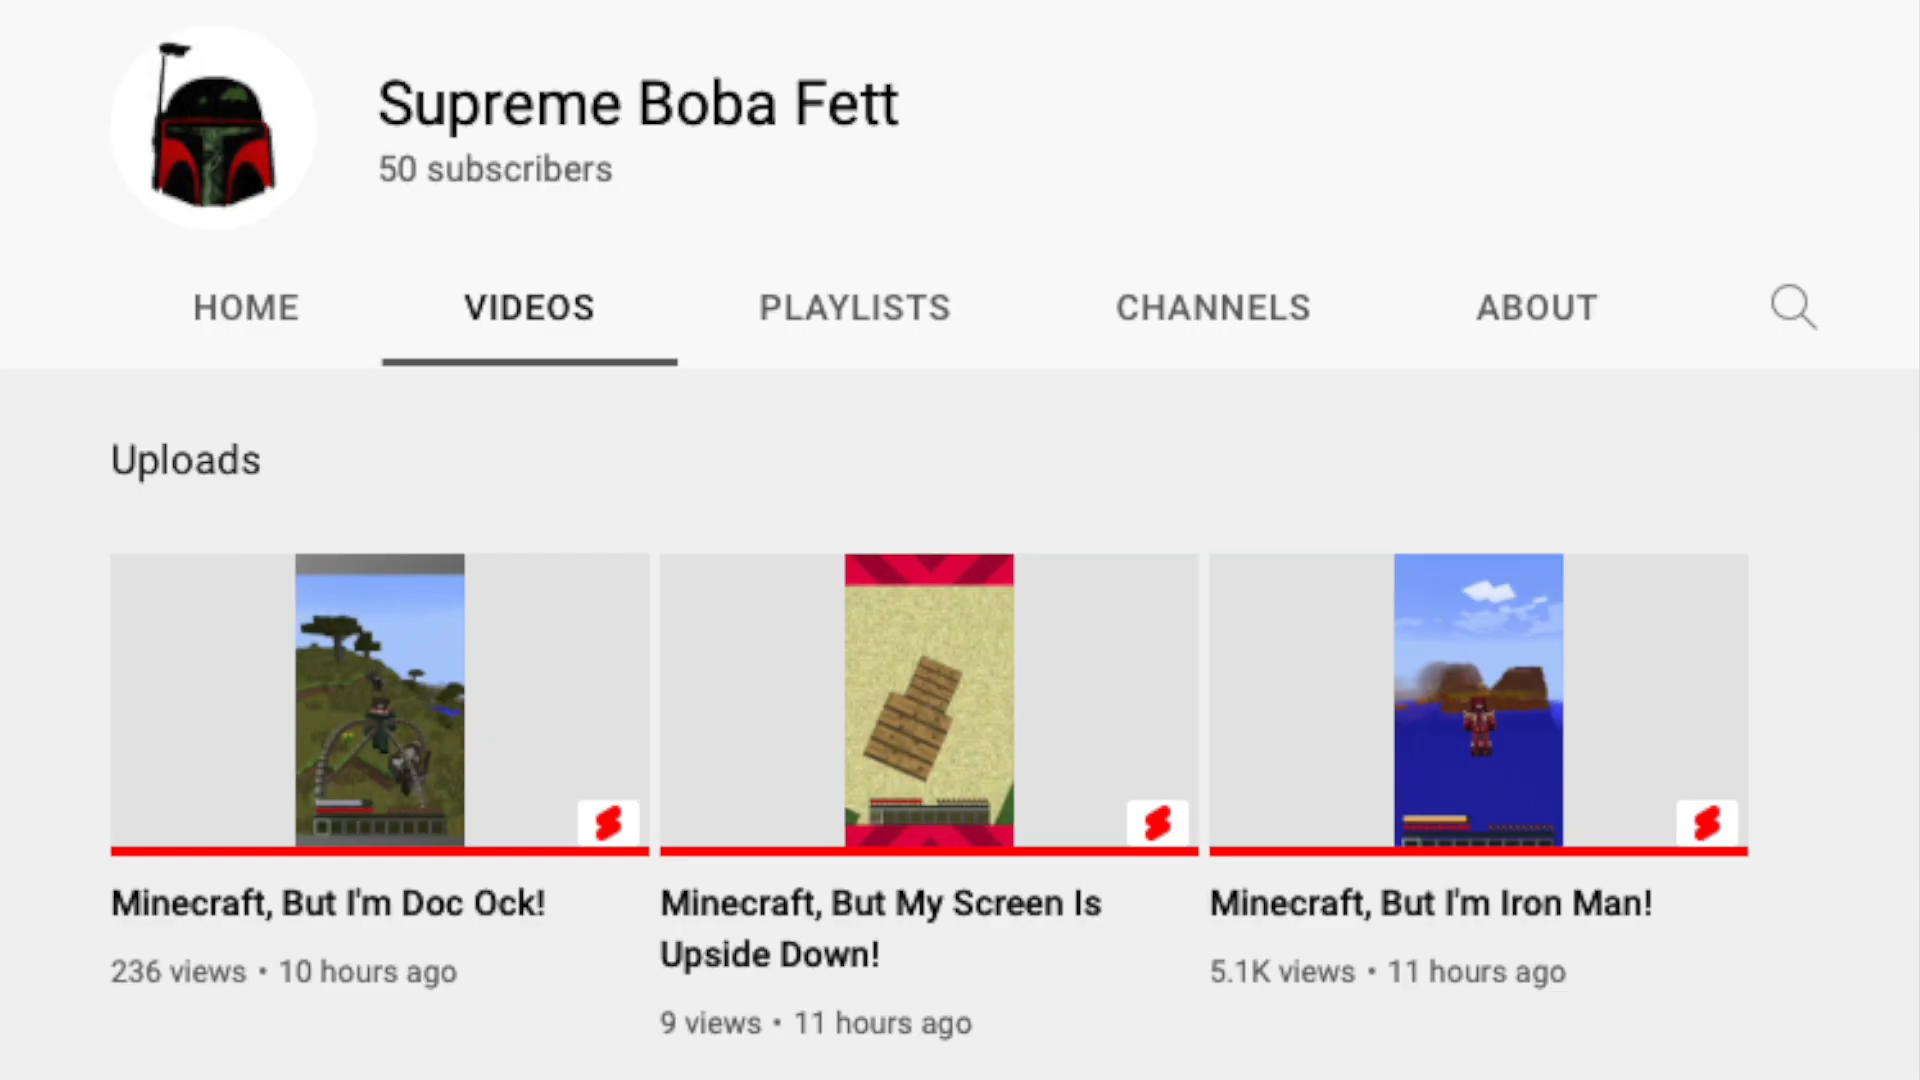 Supreme Boba Fett
50 subscribers
HOME VIDEOS PLAYLISTS CHANNELS ABOUT
Uploads
Minecraft, But I'm Doc Ock!
236 views • 10 hours ago
Minecraft, But My Screen Is
Upside Down!
9 views • 11 hours ago
Minecraft, But I'm Iron Man!
5.1K views • 11 hours ago